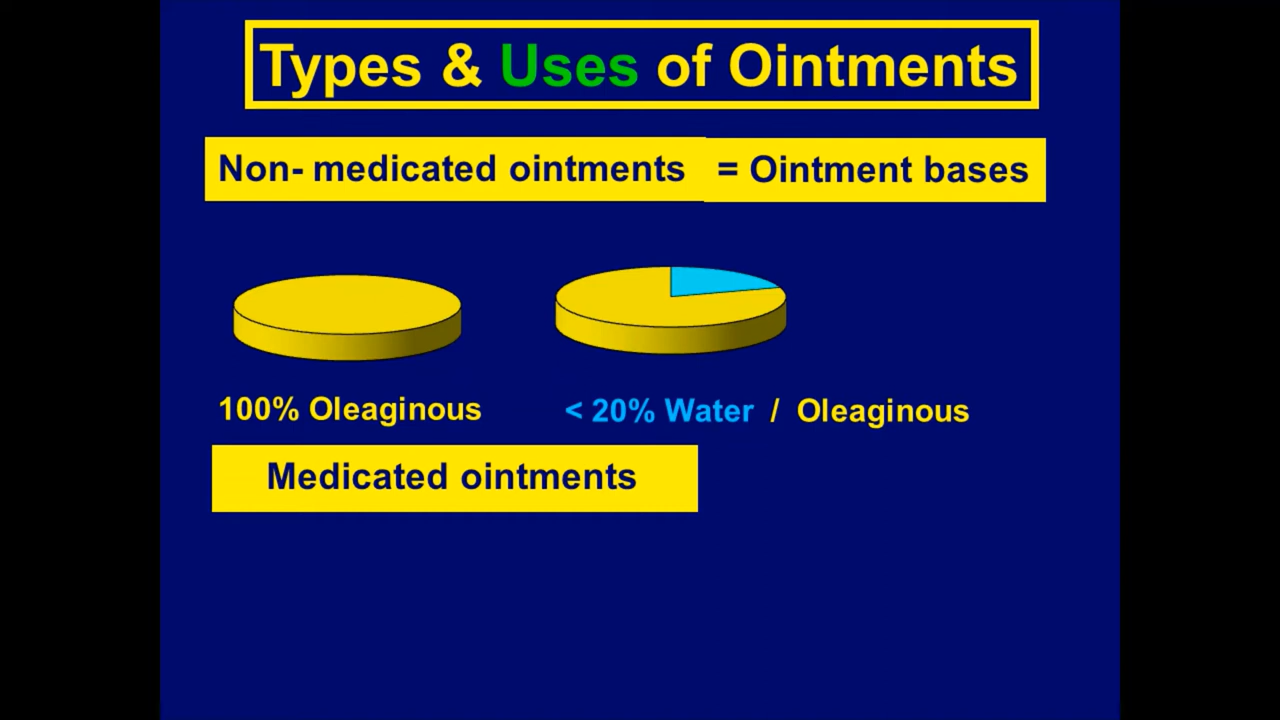 Types & Uses of Ointments
Non- medicated ointments = Ointment bases
100% Oleaginous < 20% Water / Oleaginous
Medicated ointments